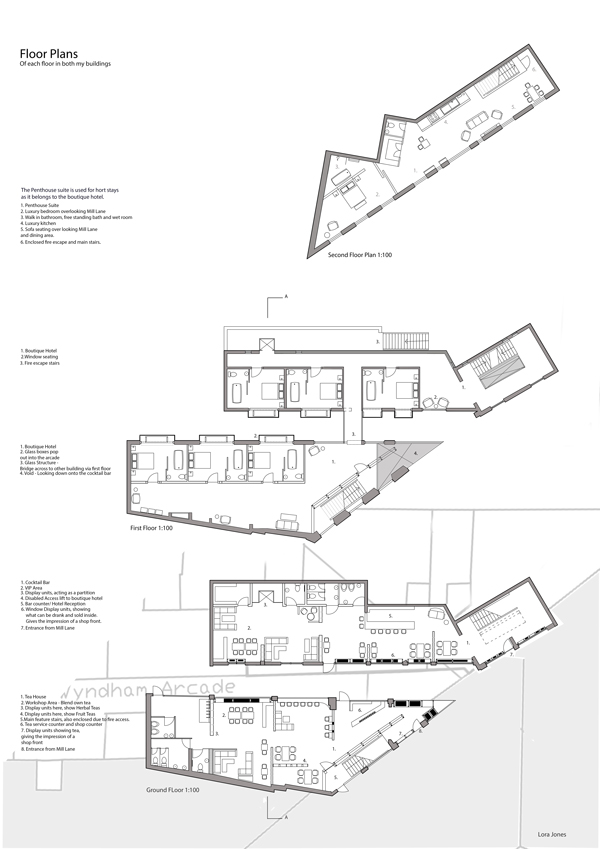 Floor Plans
Of each floor in both my buildings
The Penthouse suite is used for hort stays
as it belongs to the boutique hotel.
1. Penthouse Suite
2. Luxury bedroom overlooking Mill Lane
3. Walk in bathroom, free standing bath and wet room
4. Luxury kitchen
5. Sofa seating over looking Mill Lane
and dining area.
6. Enclosed fire escape and main stairs.
Second Floor Plan 1:100
A
1. Boutique Hotel
2.Window seating
3. Fire escape stairs
1. Boutique Hotel
2. Glass boxes pop
out into the arcade
3. Glass Structure -
Bridge across to other building via first floor
4. Void - Looking down onto the cocktail bar
First Floor 1:100
1. Cocktail Bar
2. VIP Area
3. Display units, acting as a partition
4. Disabled Access lift to boutique hotel
5. Bar counter/ Hotel Reception
6. Window Display units, showing
what can be drank and sold inside.
Gives the impression of a shop front.
7. Entrance from Mill Lane
Wyndham Arcade
1. Tea House
2. Workshop Area - Blend own tea
3. Display units here, show Herbal Teas
4. Display units here, show Fruit Teas
5.Main feature stairs, also enclosed due to fire access.
6. Tea service counter and shop counter
7. Display units showing tea,
giving the impression of a
shop front
8. Entrance from Mill Lane
Ground FLoor 1:100
A
Lora Jones